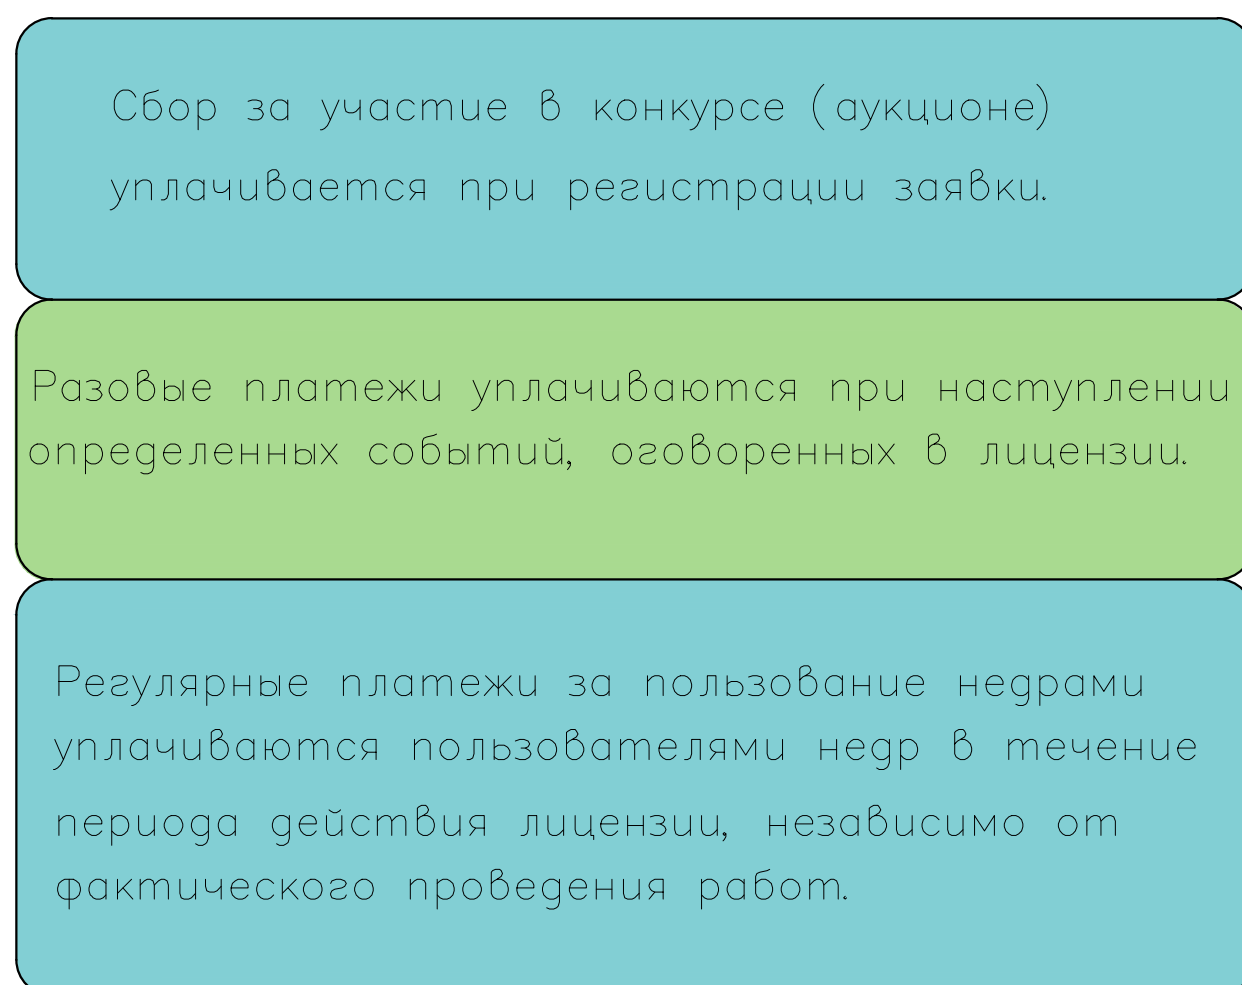 Сбор за участие в конкурсе (аукционе)
уплачивается при регистрации заявки.
Разовые платежи уплачиваются при наступлении
определенных событий, оговоренных в лицензии.
Регулярные платежи за пользование недрами
уплачиваются пользователями недр в течение
периода действия лицензии, независимо от
фактического проведения работ.